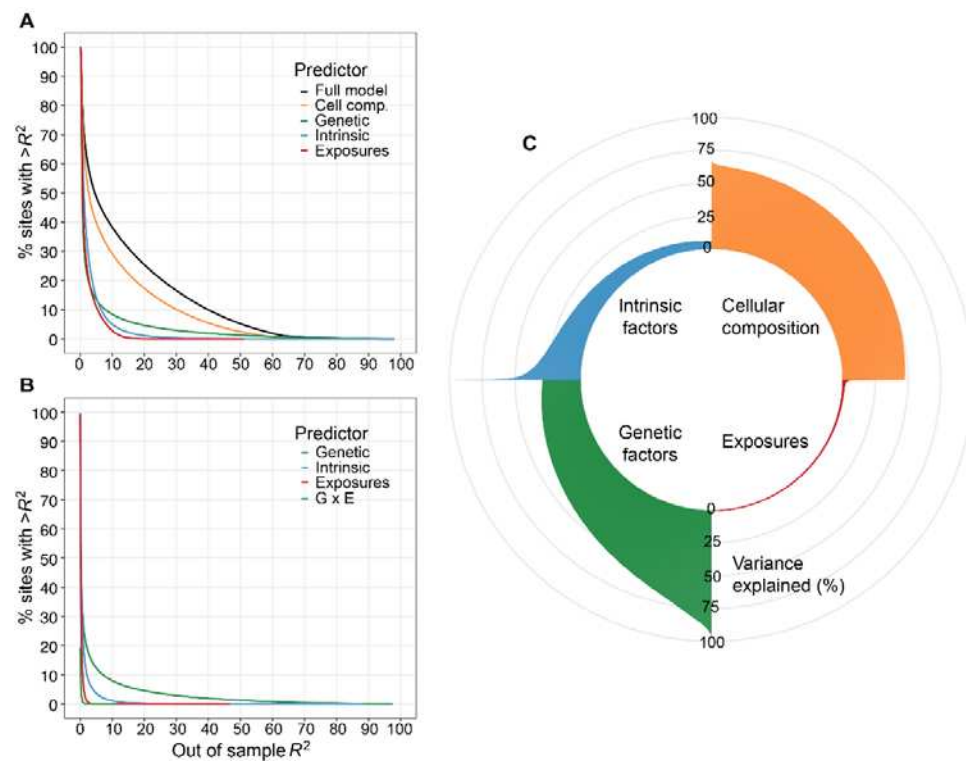 A
100
90
80
70
60
50
40
30
20
10
0
% sites with >R²
Predictor
Full model
Cell comp.
Genetic
Intrinsic
Exposures
0 10 20 30 40 50 60 70 80 90 100
B
100
90
80
70
60
50
40
30
20
10
0
% sites with >R²
Predictor
Genetic
Intrinsic
Exposures
G x E
0 10 20 30 40 50 60 70 80 90 100
Out of sample R²
C
100
75
50
25
0
Intrinsic
factors
Cellular
composition
Genetic
factors
Exposures
0
25
50
75
100
Variance
explained (%)